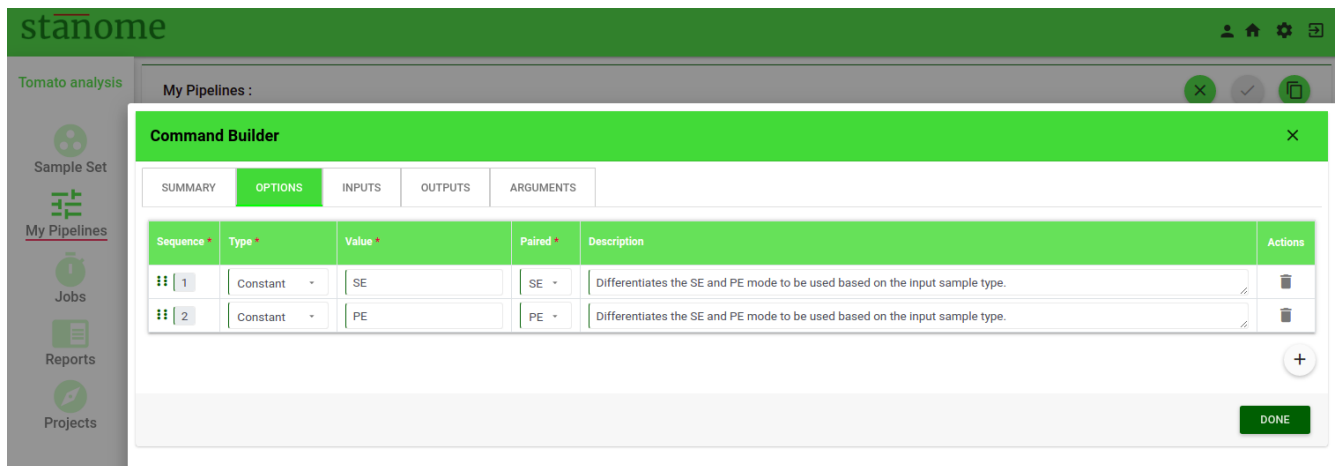 stanome
Tomato analysis
My Pipelines :
Command Builder
SUMMARY OPTIONS INPUTS OUTPUTS ARGUMENTS
Sequence * Type * Value * Paired * Description Actions
1 Constant SE SE Differentiates the SE and PE mode to be used based on the input sample type.
2 Constant PE PE Differentiates the SE and PE mode to be used based on the input sample type.
DONE
Sample Set
My Pipelines
Jobs
Reports
Projects